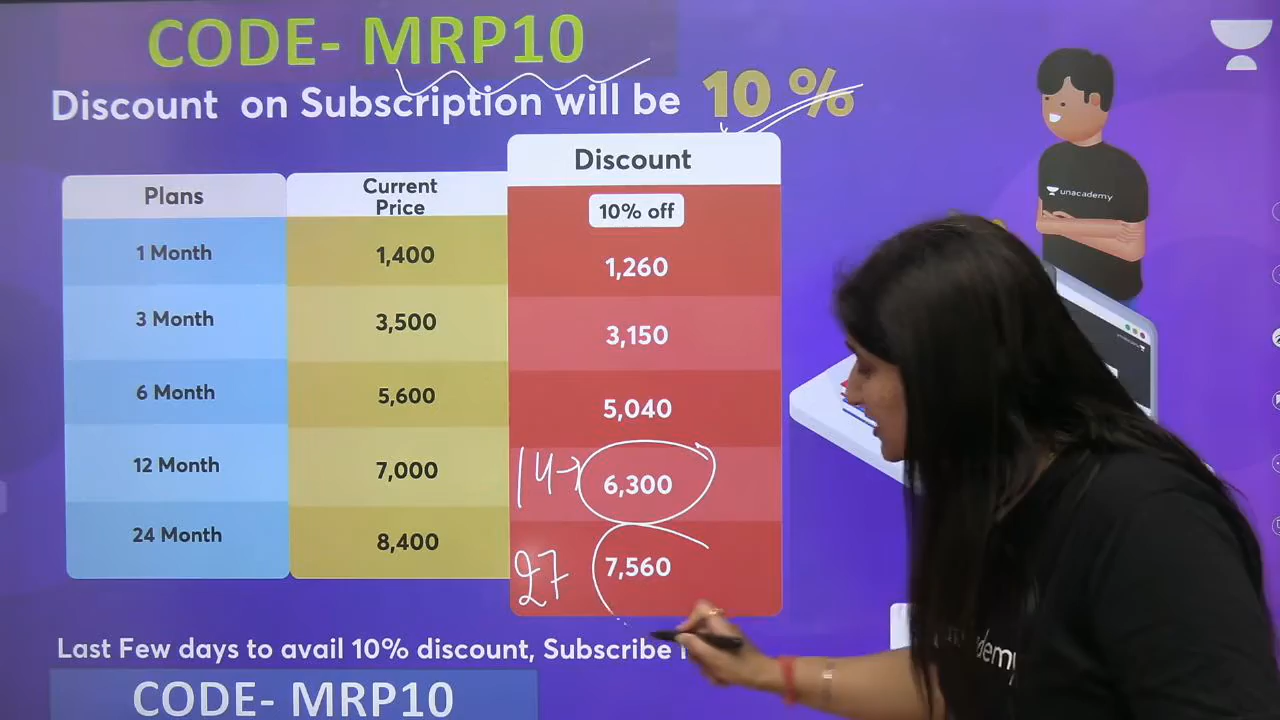 CODE- MRP10
Discount on Subscription will be 10 %
Plans
Current
Price
Discount
10% off
1 Month
1,400
1,260
3 Month
3,500
3,150
6 Month
5,600
5,040
12 Month
7,000
14→
6,300
24 Month
8,400
27
7,560
Last Few days to avail 10% discount, Subscribe
CODE- MRP10
unacademy